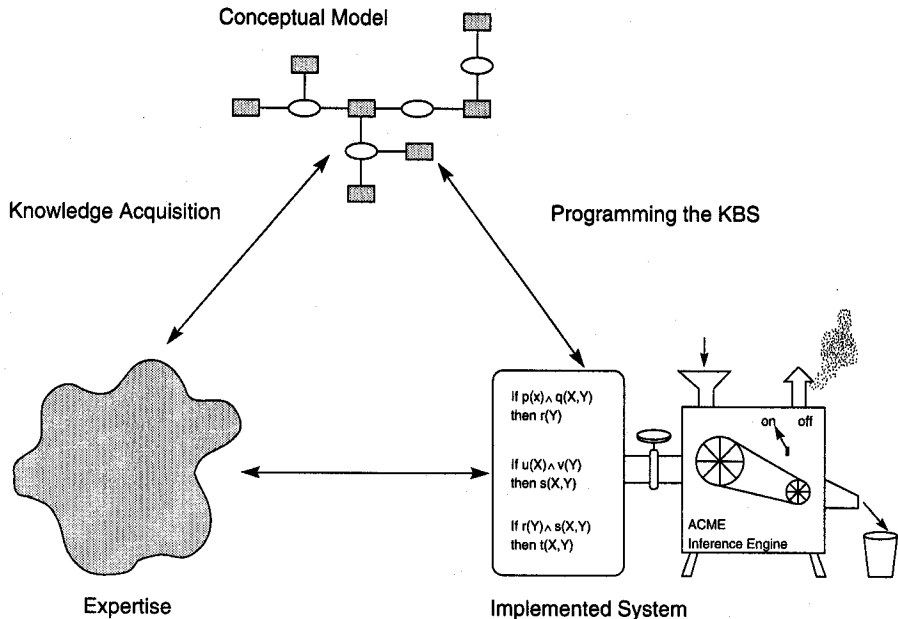 Conceptual Model
Knowledge Acquisition
Programming the KBS
If p(x) ∧ q(X,Y)
then r(Y)
If u(X) ∧ v(Y)
then s(X,Y)
If r(Y) ∧ s(X,Y)
then t(X,Y)
on off
ACME
Inference Engine
Expertise
Implemented System